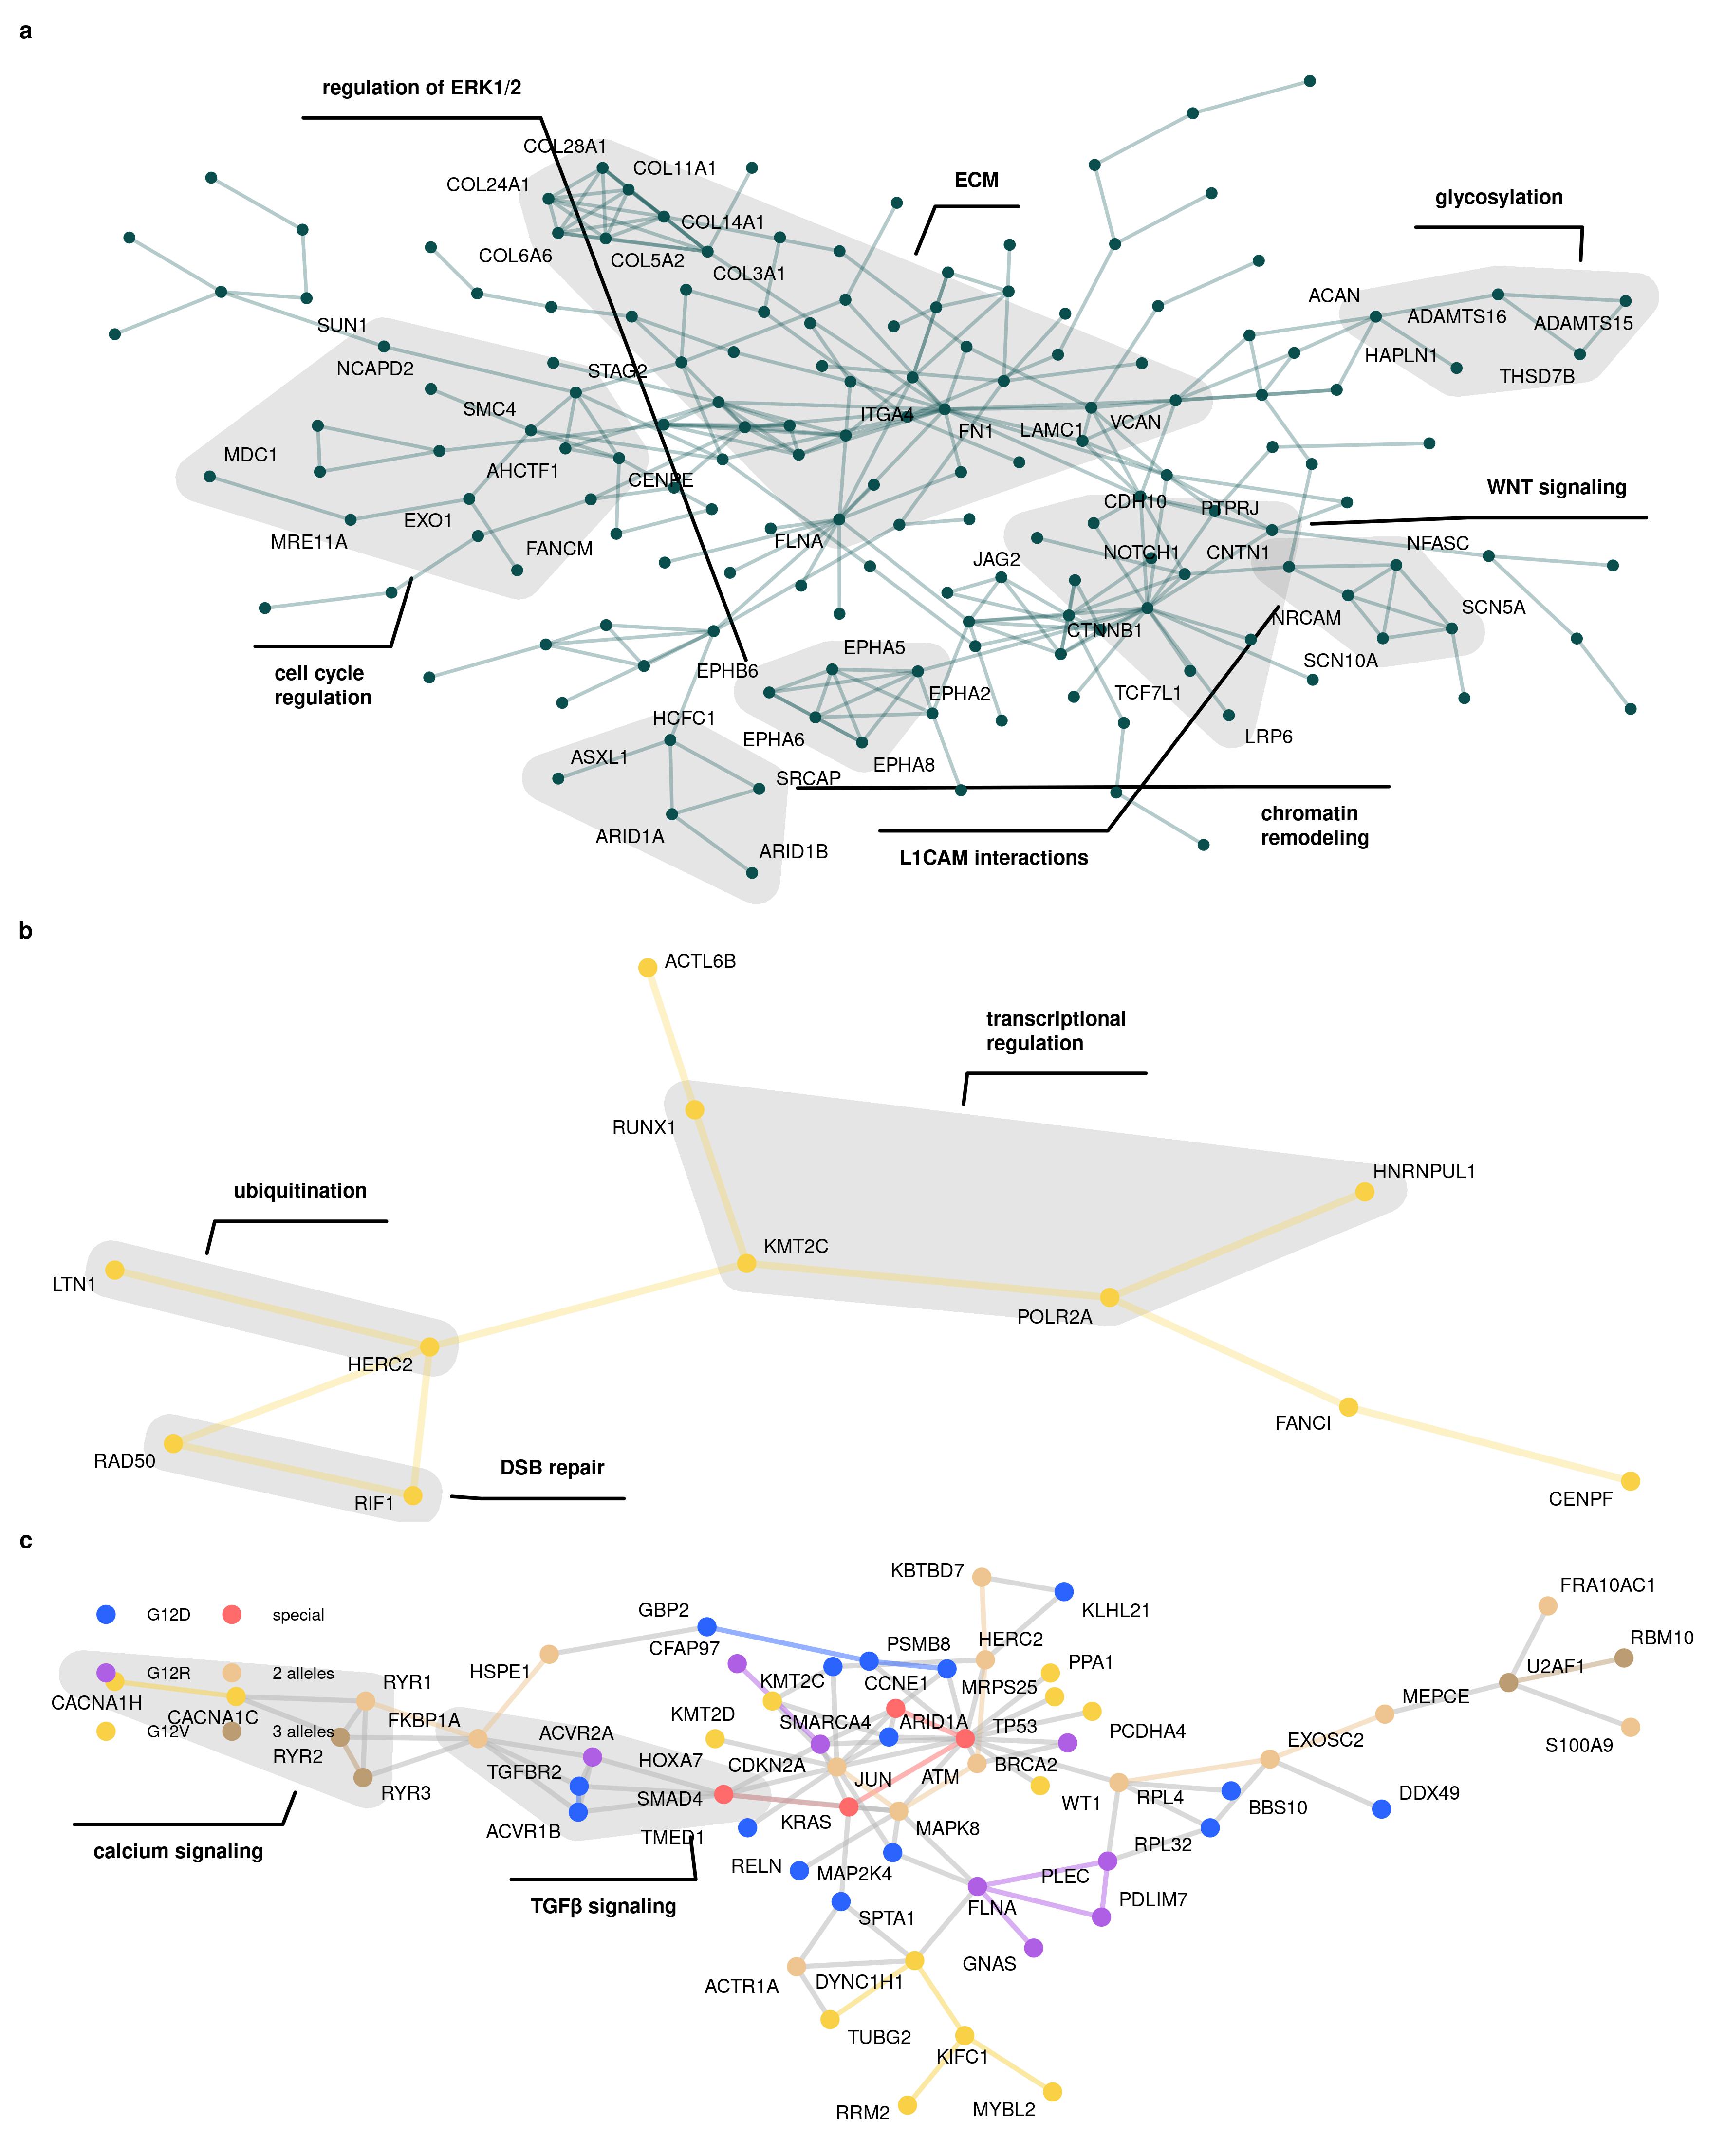 a
regulation of ERK1/2
COL28A1
COL11A1
COL24A1
ECM
glycosylation
COL14A1
COL6A6
COL5A2
COL3A1
ACAN
ADAMTS16
ADAMTS15
SUN1
NCAPD2
HAPLN1
STAG2
THSD7B
SMC4
ITGA4
FN1
LAMC1
VCAN
MDC1
AHCTF1
CENPE
WNT signaling
CDH10
PTPRJ
EXO1
MRE11A
FANCM
FLNA
JAG2
NOTCH1
CNTN1
NFASC
SCN5A
NRCAM
CTNNB1
EPHA5
cell cycle
regulation
EPHB6
EPHA2
SCN10A
TCF7L1
HCFC1
LRP6
EPHA6
ASXL1
EPHA8
SRCAP
ARID1A
chromatin
remodeling
ARID1B
L1CAM interactions
b
ACTL6B
transcriptional
regulation
RUNX1
HNRNPUL1
ubiquitination
KMT2C
LTN1
POLR2A
HERC2
FANCI
RAD50
DSB repair
RIF1
CENPF
c
KBTBD7
FRA10AC1
G12D
special
GBP2
KLHL21
CFAP97
PSMB8
HERC2
RBM10
HSPE1
PPA1
U2AF1
G12R
2 alleles
RYR1
KMT2C
CCNE1
MRPS25
MEPCE
CACNA1H
CACNA1C
FKBP1A
KMT2D
SMARCA4
ARID1A
TP53
PCDHA4
G12V
3 alleles
ACVR2A
EXOSC2
S100A9
RYR2
HOXA7
CDKN2A
BRCA2
TGFBR2
JUN
ATM
RYR3
SMAD4
WT1
RPL4
BBS10
DDX49
ACVR1B
TMED1
KRAS
MAPK8
RPL32
calcium signaling
RELN
MAP2K4
PLEC
TGFβ signaling
SPTA1
FLNA
PDLIM7
GNAS
ACTR1A
DYNC1H1
TUBG2
KIFC1
RRM2
MYBL2